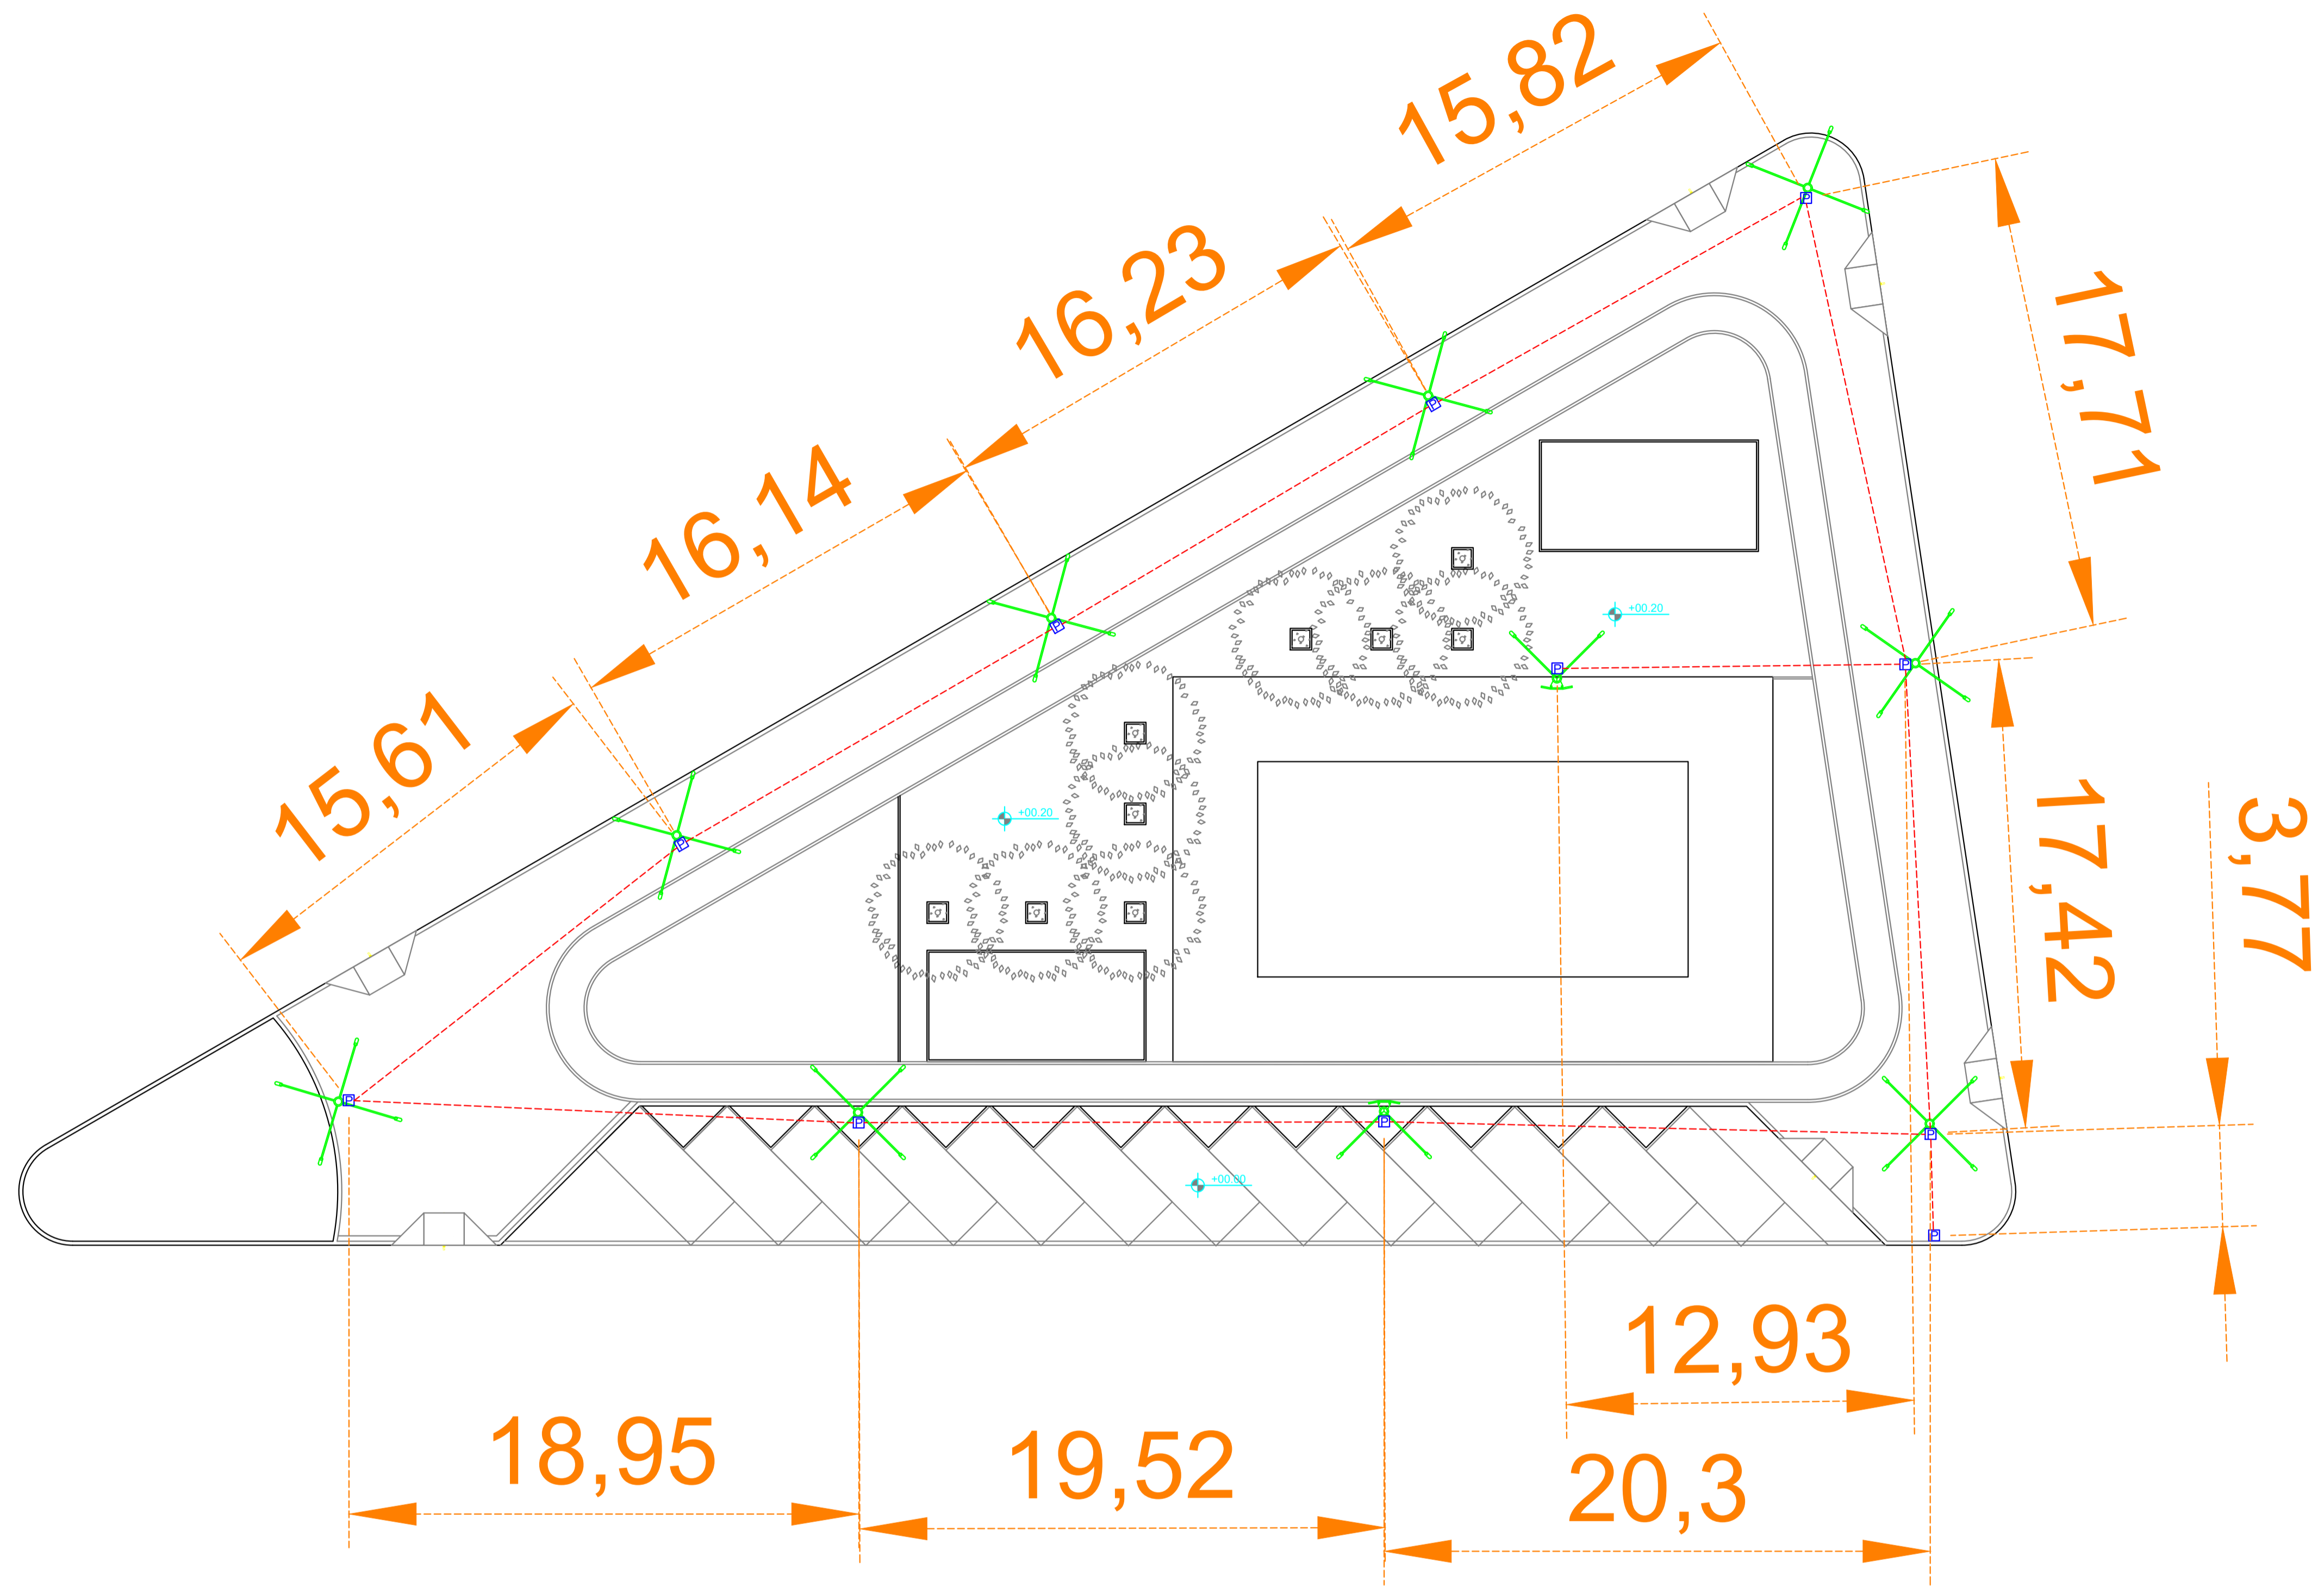 15,82
16,23
17,71
16,14
15,61
P
P
P
P
P
P
P
P
P
P
P
P
+00.20
+00.20
+00.00
17,42
3,77
12,93
18,95
19,52
20,3